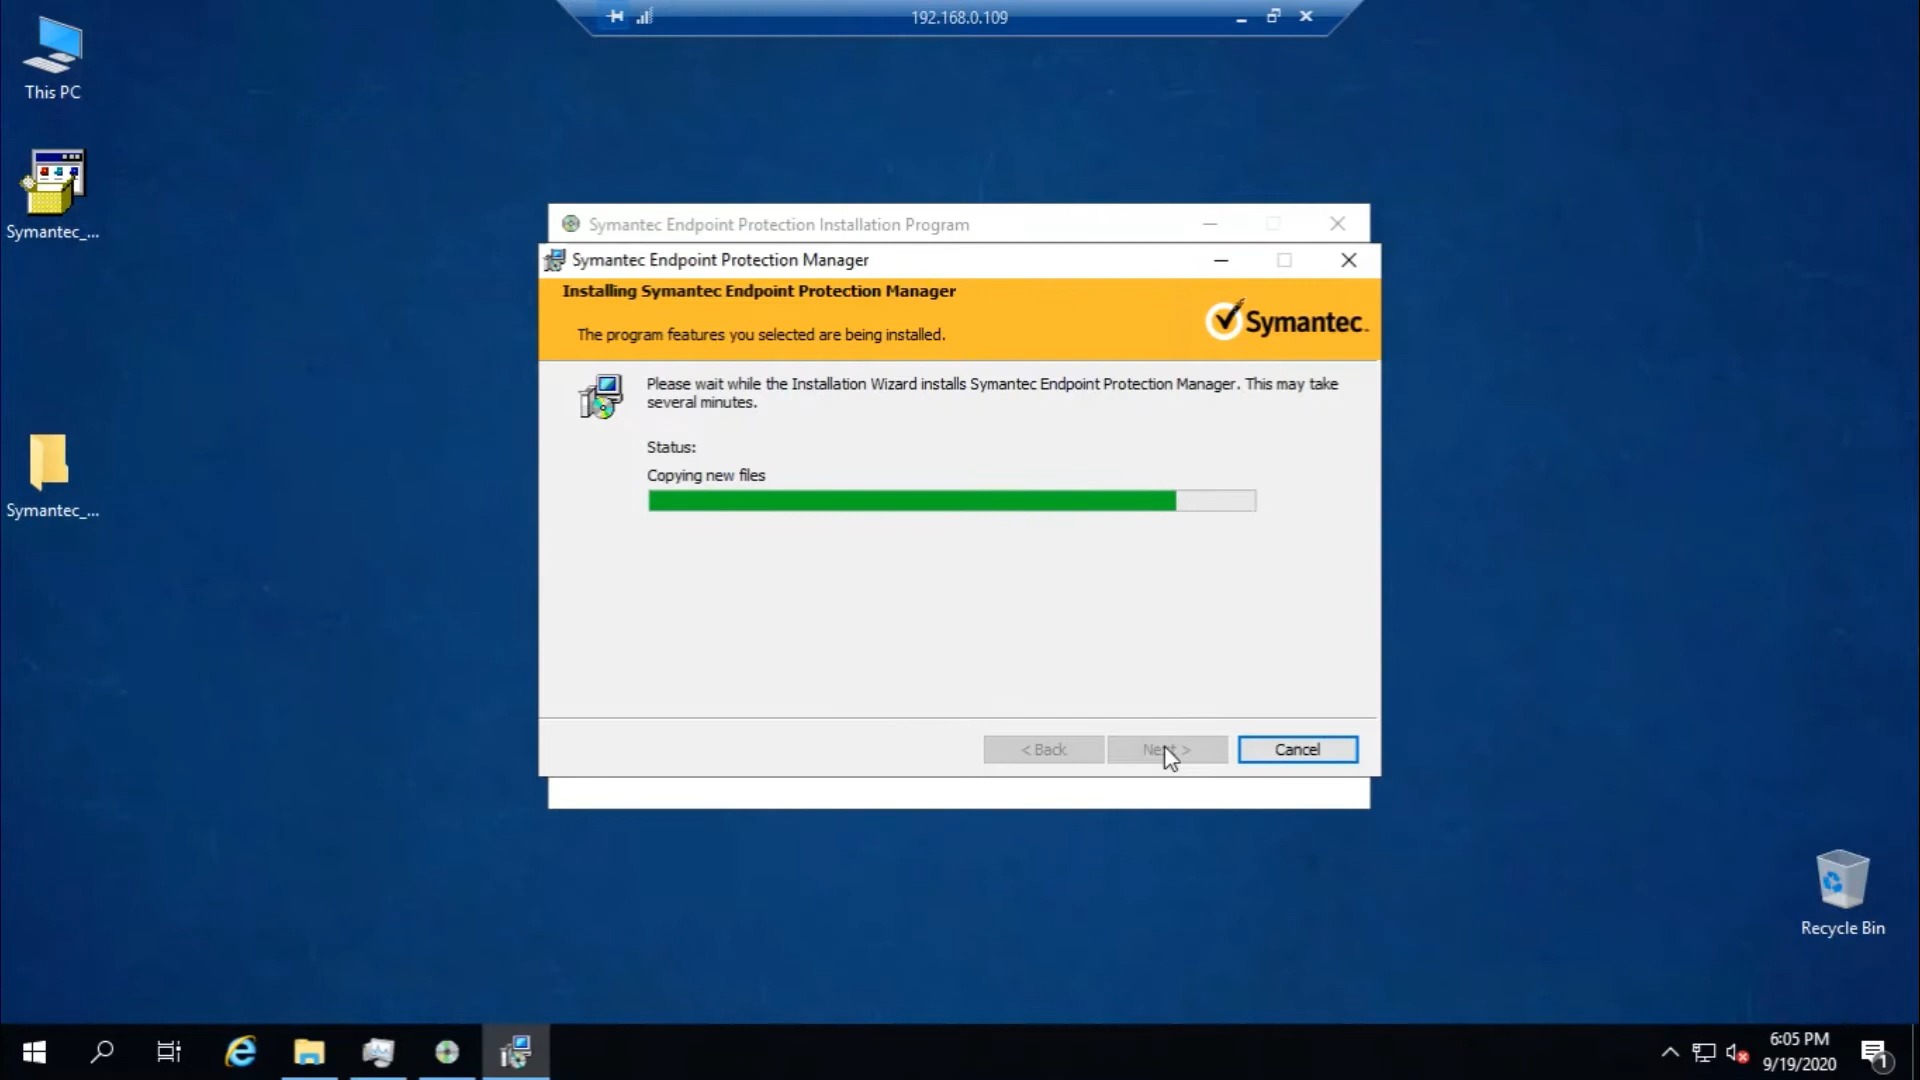 192.168.0.109
This PC
Symantec_...
Symantec_...
Symantec Endpoint Protection Installation Program
Symantec Endpoint Protection Manager
Installing Symantec Endpoint Protection Manager
The program features you selected are being installed.
Symantec.
Please wait while the Installation Wizard installs Symantec Endpoint Protection Manager. This may take
several minutes.
Status:
Copying new files
< Back
Next >
Cancel
Recycle Bin
6:05 PM
9/19/2020
1